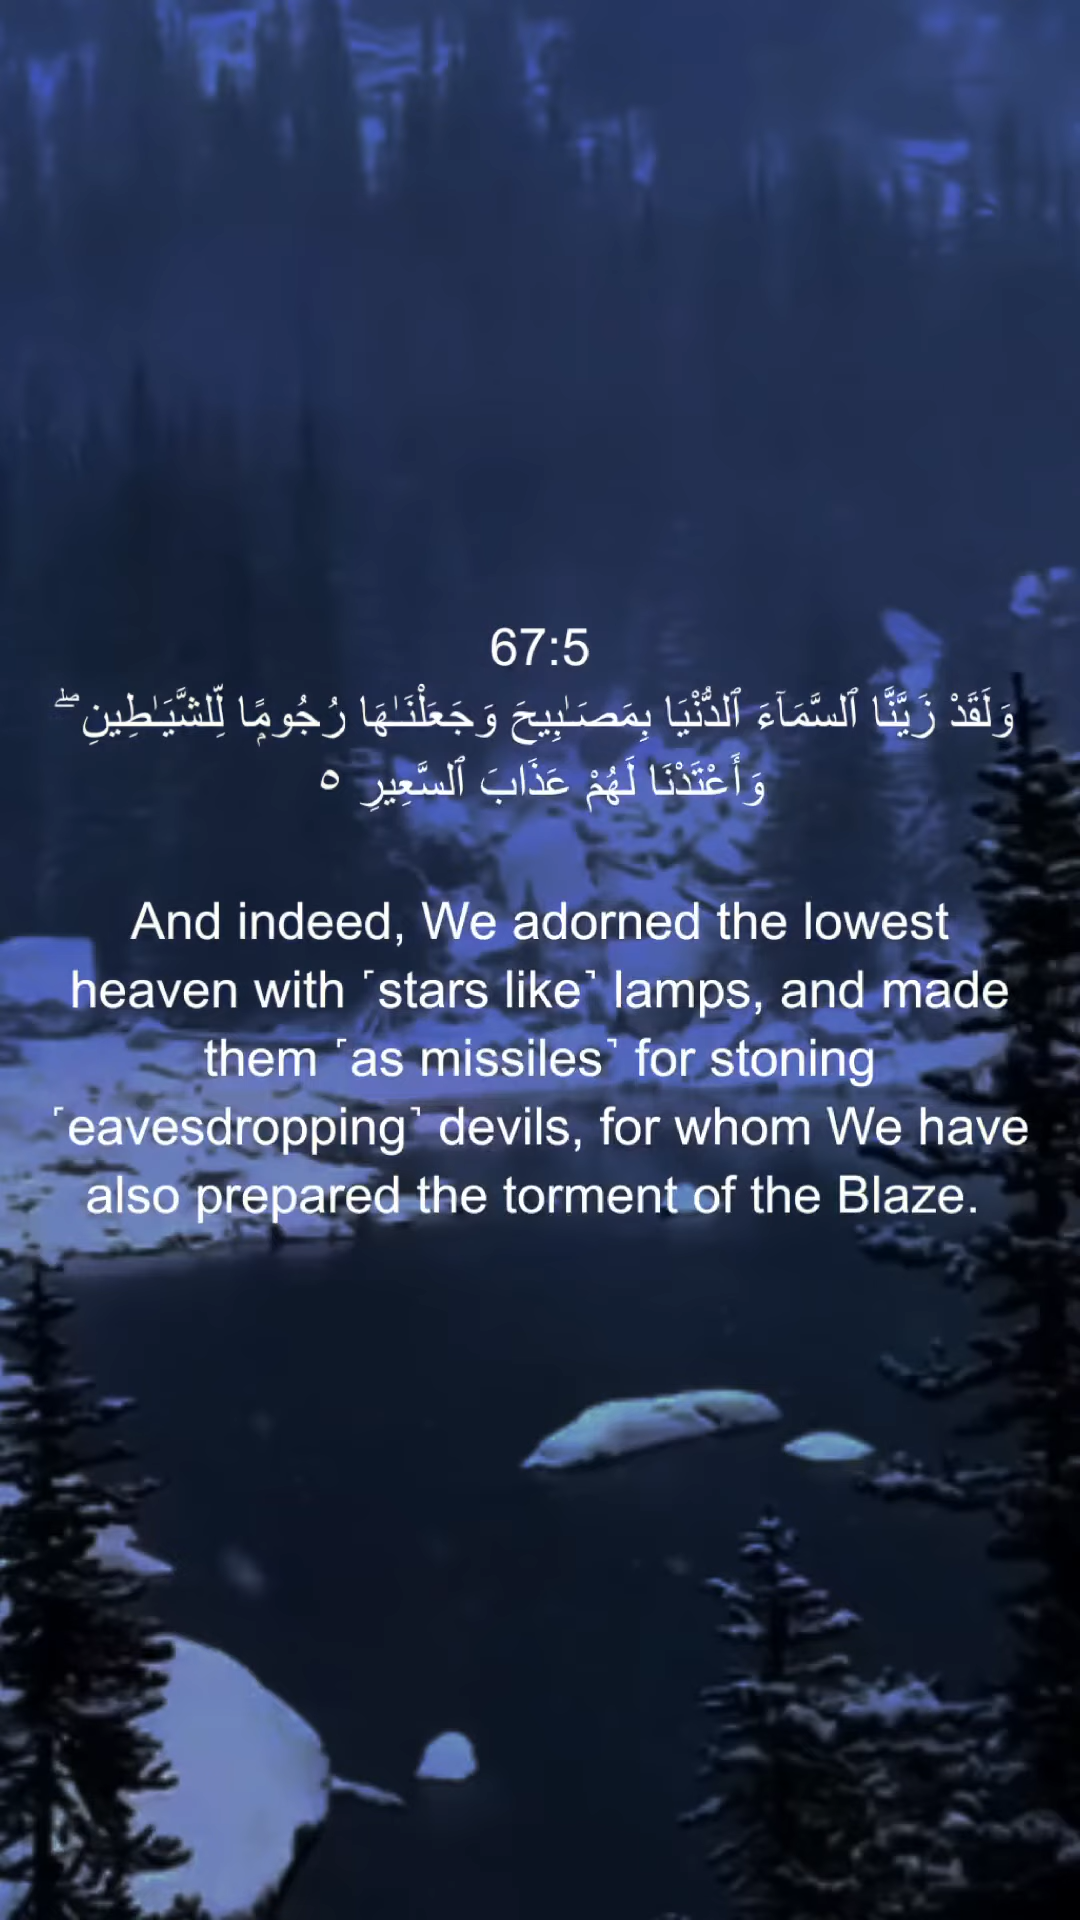 67:5
وَلَقَدْ زَيَّنَّا ٱلسَّمَآءَ ٱلدُّنْيَا بِمَصَـٰبِيحَ وَجَعَلْنَـٰهَا رُجُومًۭا لِّلشَّيَـٰطِينِ ۖ
وَأَعْتَدْنَا لَهُمْ عَذَابَ ٱلسَّعِيرِ ٥
And indeed, We adorned the lowest
heaven with ˹stars like˺ lamps, and made
them ˹as missiles˺ for stoning
˹eavesdropping˺ devils, for whom We have
also prepared the torment of the Blaze.